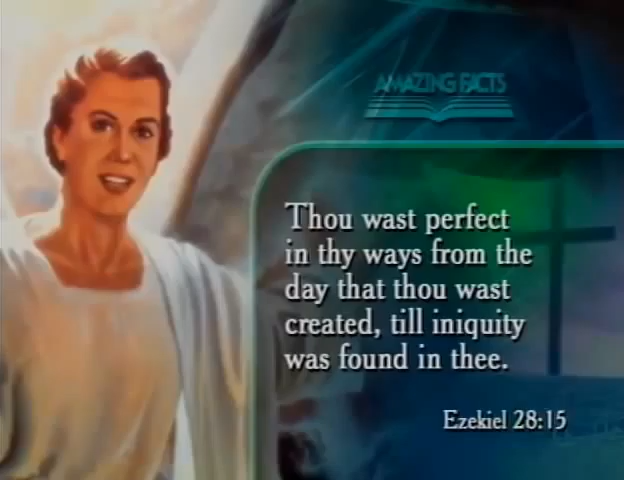 AMAZING FACTS
Thou wast perfect
in thy ways from the
day that thou wast
created, till iniquity
was found in thee.
Ezekiel 28:15